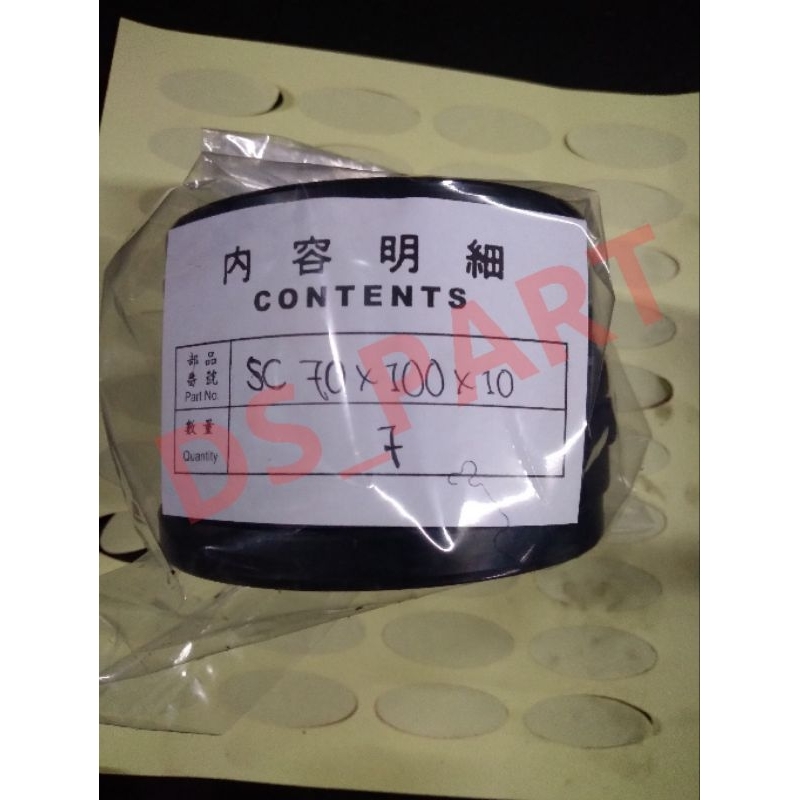 內容明細
CONTENTS
部品
番號
Part No.
SC 70 x 100 x 10
數量
Quantity
7
DS_PART